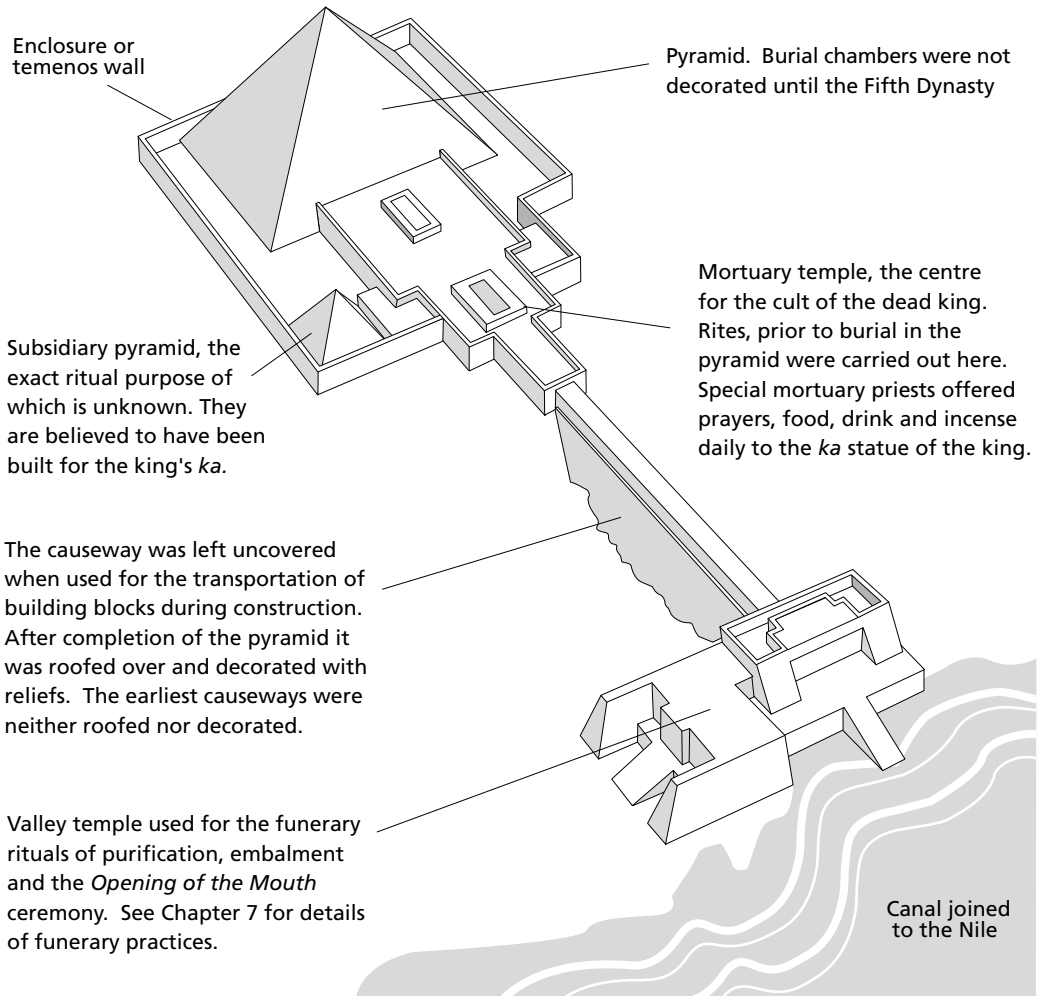 Enclosure or
temenos wall
Pyramid. Burial chambers were not
decorated until the Fifth Dynasty
Mortuary temple, the centre
for the cult of the dead king.
Rites, prior to burial in the
pyramid were carried out here.
Special mortuary priests offered
prayers, food, drink and incense
daily to the ka statue of the king.
Subsidiary pyramid, the
exact ritual purpose of
which is unknown. They
are believed to have been
built for the king's ka.
The causeway was left uncovered
when used for the transportation of
building blocks during construction.
After completion of the pyramid it
was roofed over and decorated with
reliefs. The earliest causeways were
neither roofed nor decorated.
Valley temple used for the funerary
rituals of purification, embalment
and the Opening of the Mouth
ceremony. See Chapter 7 for details
of funerary practices.
Canal joined
to the Nile